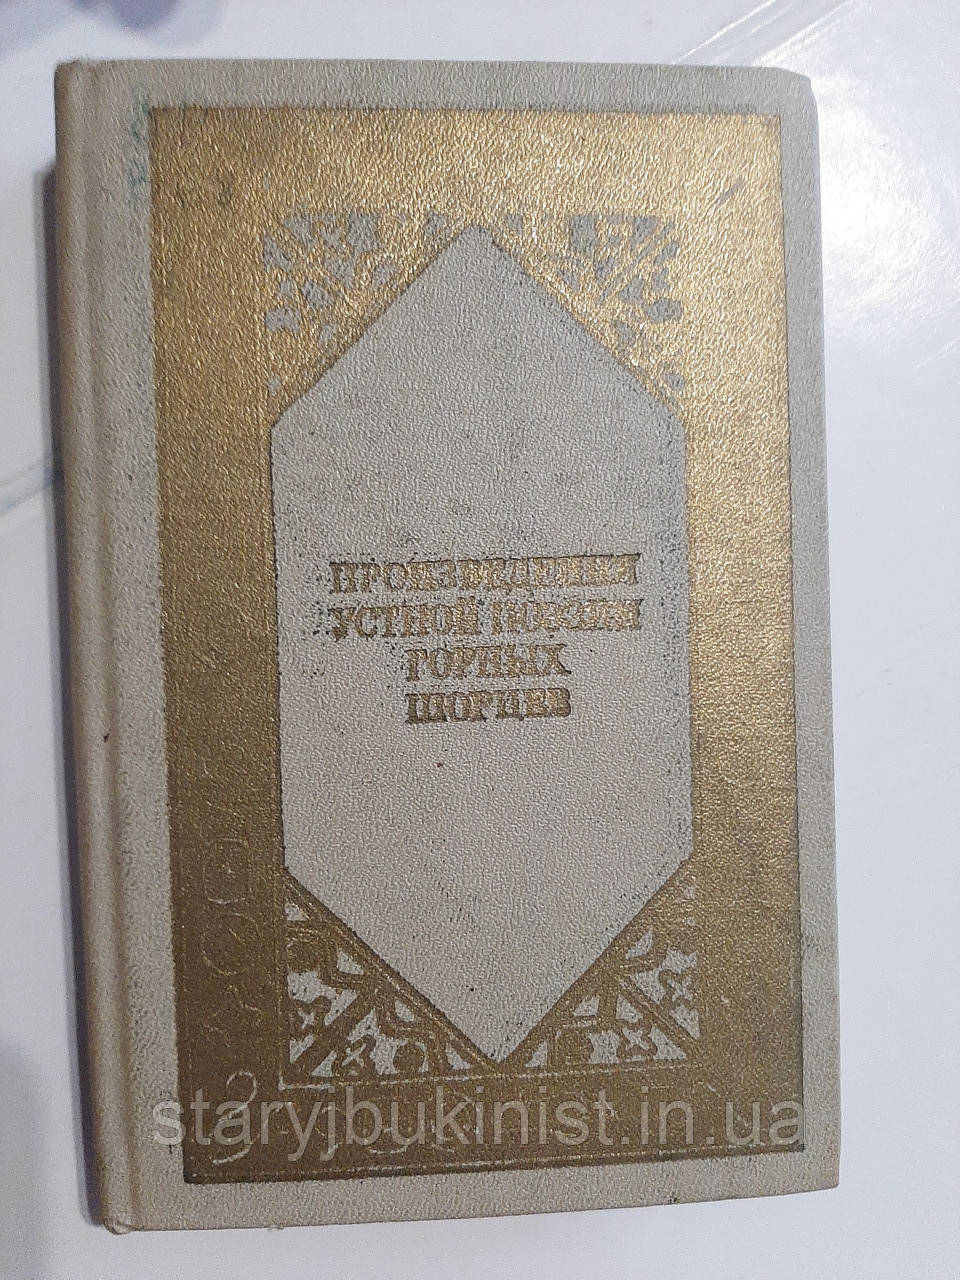 ПРОИЗВЕДЕНИЯ
УСТНОЙ ПОЭЗИИ
ГОРНЫХ
ШОРЦЕВ
staryjbukinist.in.ua